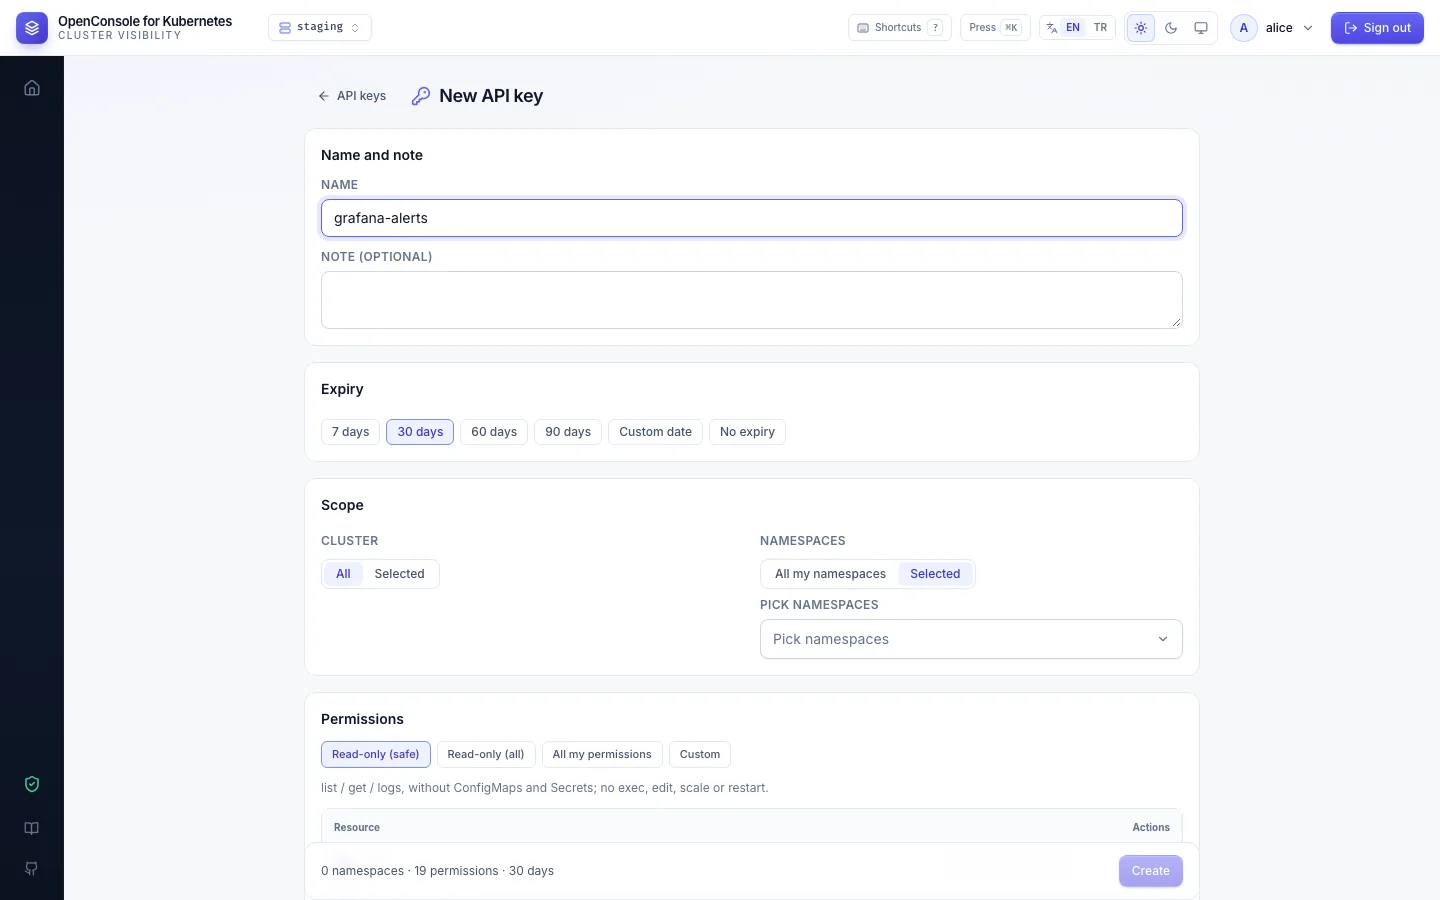 OpenConsole for Kubernetes
CLUSTER VISIBILITY
staging
Shortcuts ?
Press ⌘K
EN TR
A alice
Sign out
API keys
New API key
Name and note
NAME
grafana-alerts
NOTE (OPTIONAL)
Expiry
7 days 30 days 60 days 90 days Custom date No expiry
Scope
CLUSTER
All Selected
NAMESPACES
All my namespaces Selected
PICK NAMESPACES
Pick namespaces
Permissions
Read-only (safe) Read-only (all) All my permissions Custom
list / get / logs, without ConfigMaps and Secrets; no exec, edit, scale or restart.
Resource Actions
0 namespaces · 19 permissions · 30 days
Create